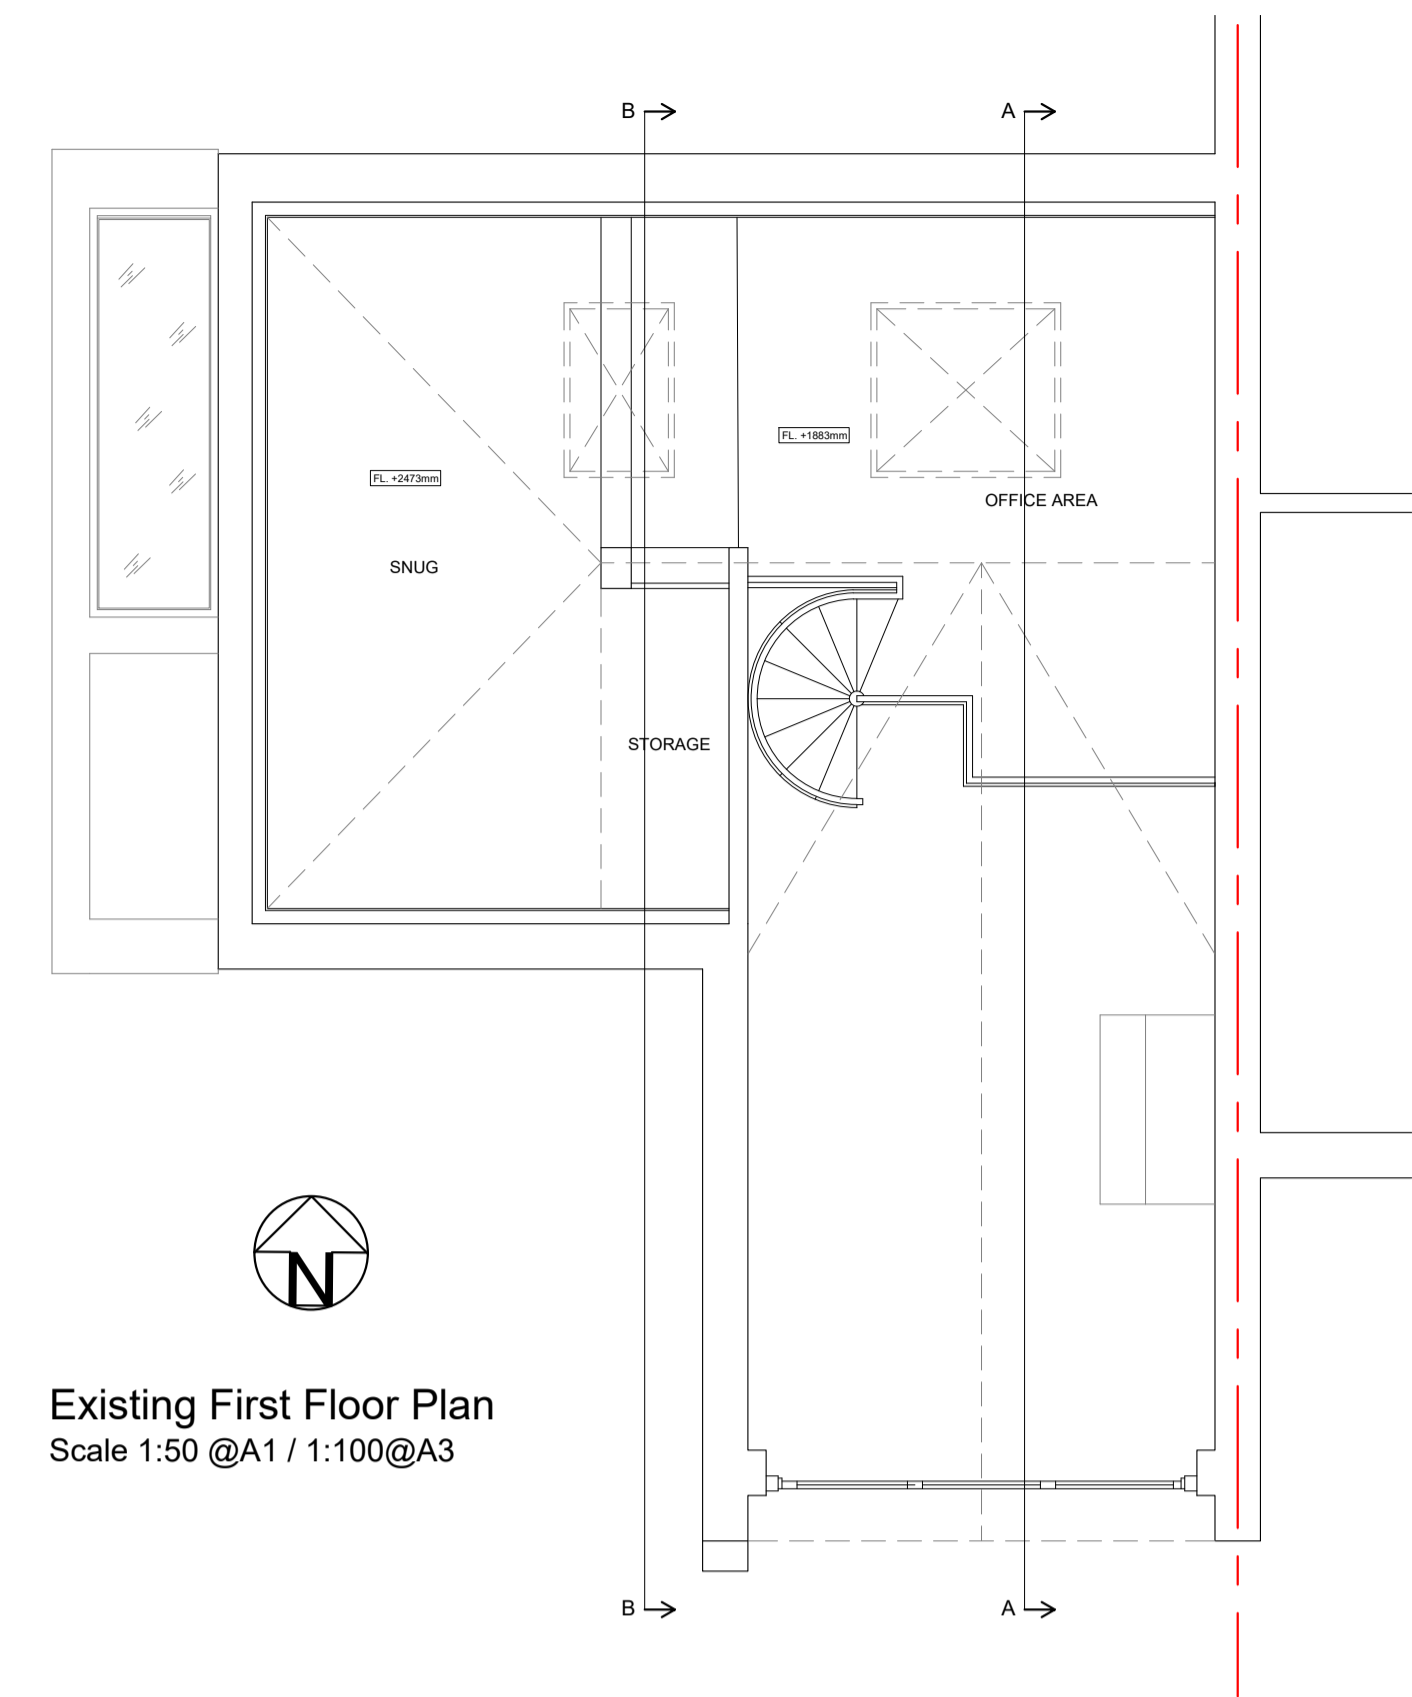 B
A
FL. +1883mm
FL. +2473mm
OFFICE AREA
SNUG
STORAGE
N
Existing First Floor Plan
Scale 1:50 @A1 / 1:100@A3
B
A